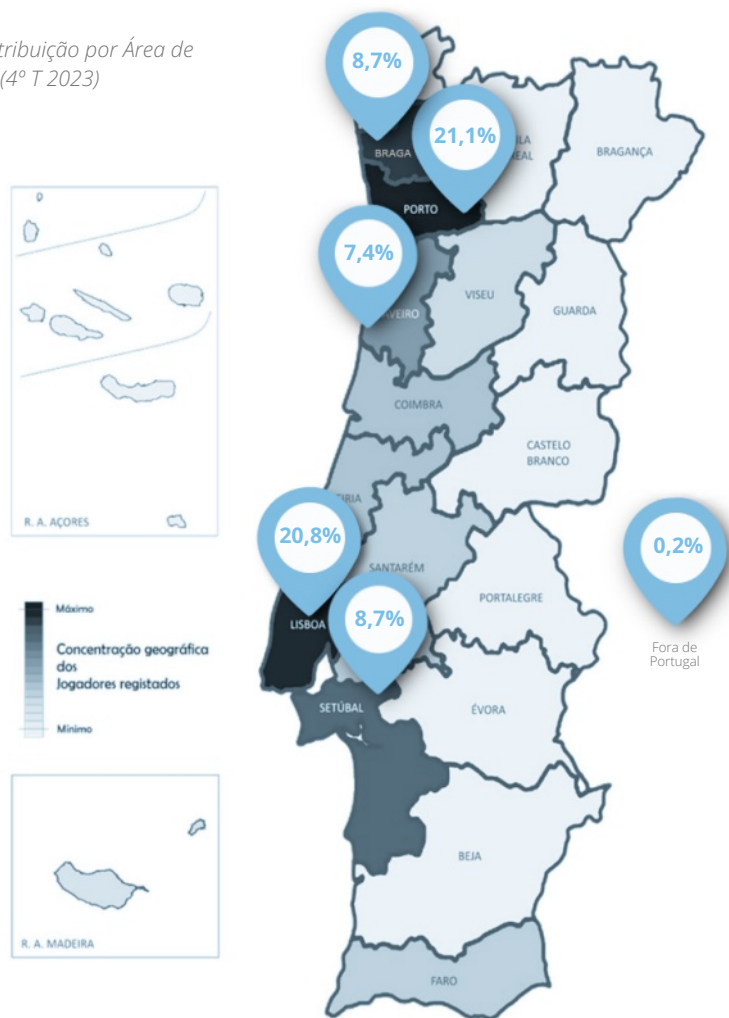 tribuição por Área de
(4º T 2023)
8,7%
21,1%
BRAGA
BRAGANÇA
PORTO
7,4%
VISEU
GUARDA
COIMBRA
CASTELO
BRANCO
R. A. AÇORES
20,8%
0,2%
SANTARÉM
PORTALEGRE
Máximo
LISBOA
8,7%
Fora de
Portugal
Concentração geográfica
dos
Jogadores registados
SETÚBAL
ÉVORA
Mínimo
BEJA
R. A. MADEIRA
FARO